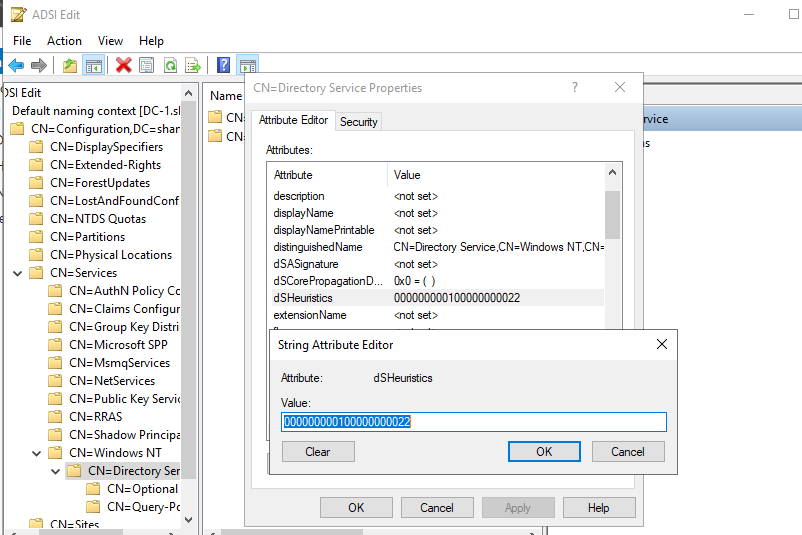 ADSI Edit
File Action View Help
DSI Edit
Default naming context [DC-1.sl
CN=Configuration,DC=shan
CN=DisplaySpecifiers
CN=Extended-Rights
CN=ForestUpdates
CN=LostAndFoundConf
CN=NTDS Quotas
CN=Partitions
CN=Physical Locations
CN=Services
CN=AuthN Policy Co
CN=Claims Configur
CN=Group Key Distri
CN=Microsoft SPP
CN=MsmqServices
CN=NetServices
CN=Public Key Servic
CN=RRAS
CN=Shadow Principa
CN=Windows NT
CN=Directory Ser
CN=Optional
CN=Query-Po
CN=Sites
Name
CN=
CN=
CN=Directory Service Properties
Attribute Editor Security
Attributes:
Attribute Value
description <not set>
displayName <not set>
displayNamePrintable <not set>
distinguishedName CN=Directory Service,CN=Windows NT,CN=
dSASignature <not set>
dSCorePropagationD... 0x0 = ( )
dSHeuristics 000000000100000000022
extensionName <not set>
String Attribute Editor
Attribute: dSHeuristics
Value:
000000000100000000022
Clear OK Cancel
OK Cancel Apply Help